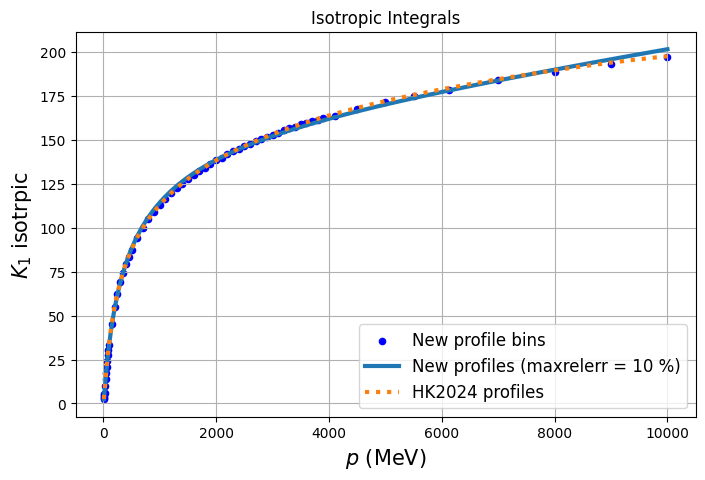 Isotropic Integrals
K₁ isotrpic
200
175
150
125
100
75
50
25
0
New profile bins
New profiles (maxrelerr = 10 %)
HK2024 profiles
0 2000 4000 6000 8000 10000
p (MeV)